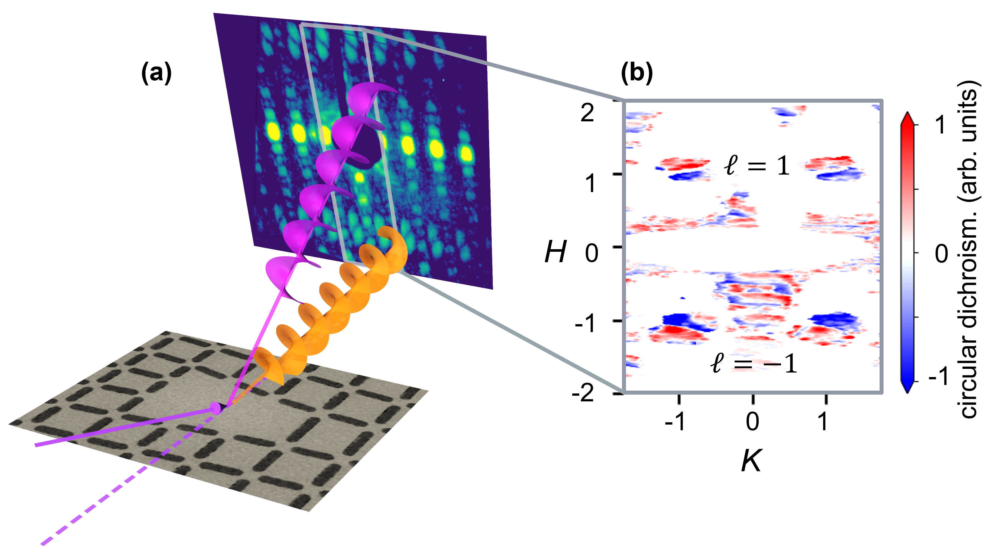 (a)
(b)
2
1
H 0
-1
-2
ℓ = 1
ℓ = −1
-1 0 1
K
1
0
-1
circular dichroism. (arb. units)